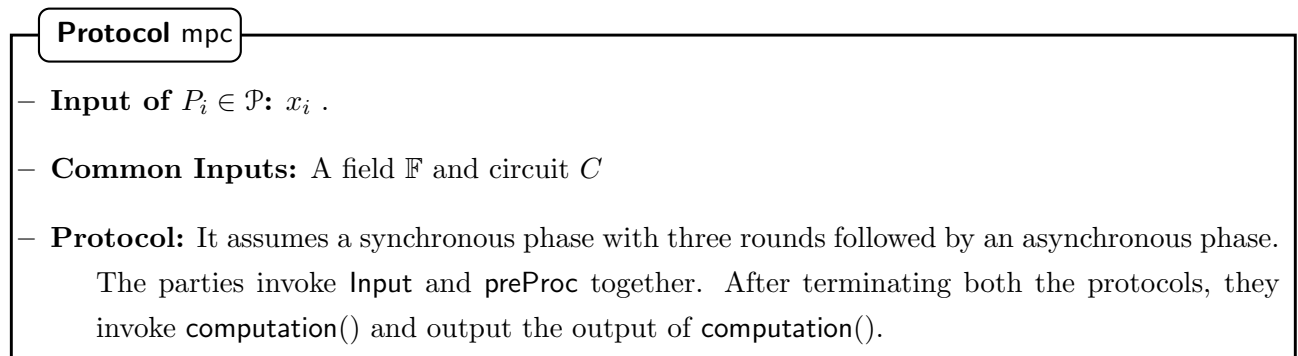 Protocol mpc
– Input of P_i ∈ 𝒫: x_i .
– Common Inputs: A field 𝔽 and circuit C
– Protocol: It assumes a synchronous phase with three rounds followed by an asynchronous phase.
The parties invoke Input and preProc together. After terminating both the protocols, they
invoke computation() and output the output of computation().